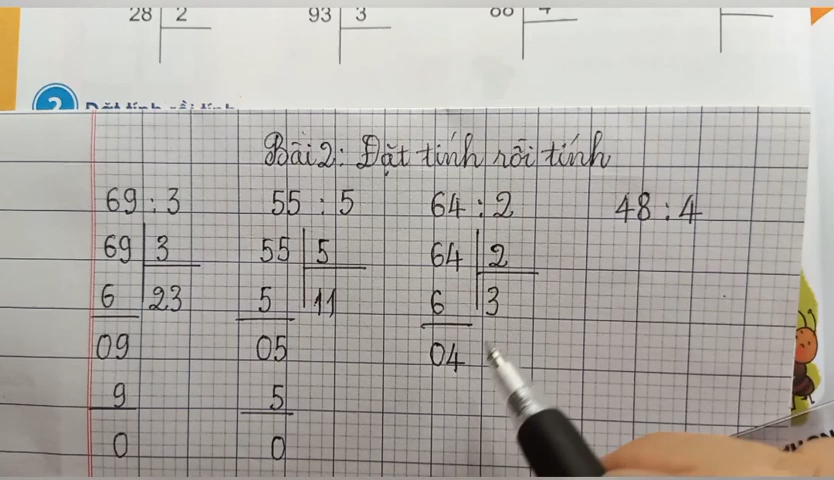 28 2 93 3
2
Bài 2: Đặt tính rồi tính
69 : 3 55 : 5 64 : 2 48 : 4
69 3 55 5 64 2
6 23 5 11 6 3
09 05 04
9 5
0 0